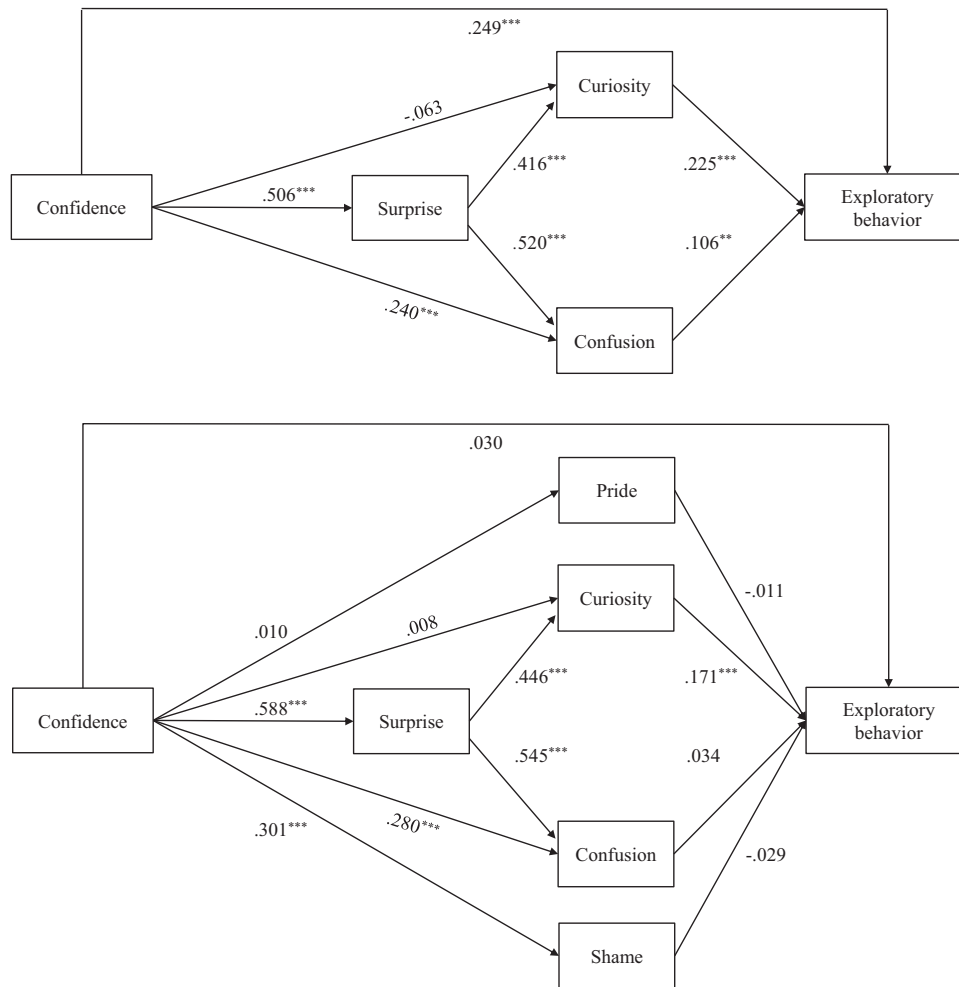 .249***
Curiosity
-.063
.416***
.225***
Confidence
.506***
Surprise
Exploratory
behavior
.520***
.106**
.240***
Confusion
.030
Pride
-.011
Curiosity
.010
.008
.446***
.171***
Confidence
.588***
Surprise
Exploratory
behavior
.545***
.034
.301***
.280***
Confusion
-.029
Shame